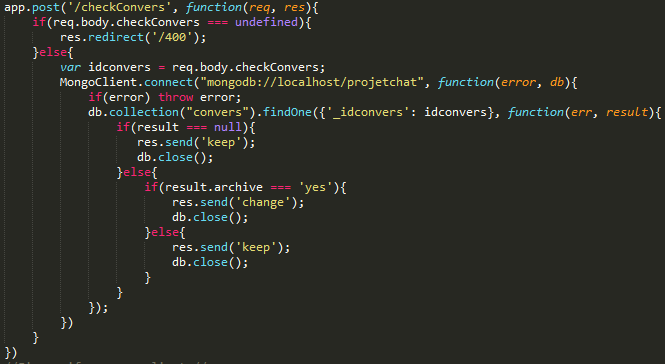 app.post('/checkConvers', function(req, res){
    if(req.body.checkConvers === undefined){
        res.redirect('/400');
    }else{
        var idconvers = req.body.checkConvers;
        MongoClient.connect("mongodb://localhost/projetchat", function(error, db){
            if(error) throw error;
            db.collection("convers").findOne({'_idconvers': idconvers}, function(err, result){
                if(result === null){
                   res.send('keep');
                   db.close();
                }else{
                    if(result.archive === 'yes'){
                        res.send('change');
                        db.close();
                    }else{
                        res.send('keep');
                        db.close();
                    }
                }
            });
        })
    }
})